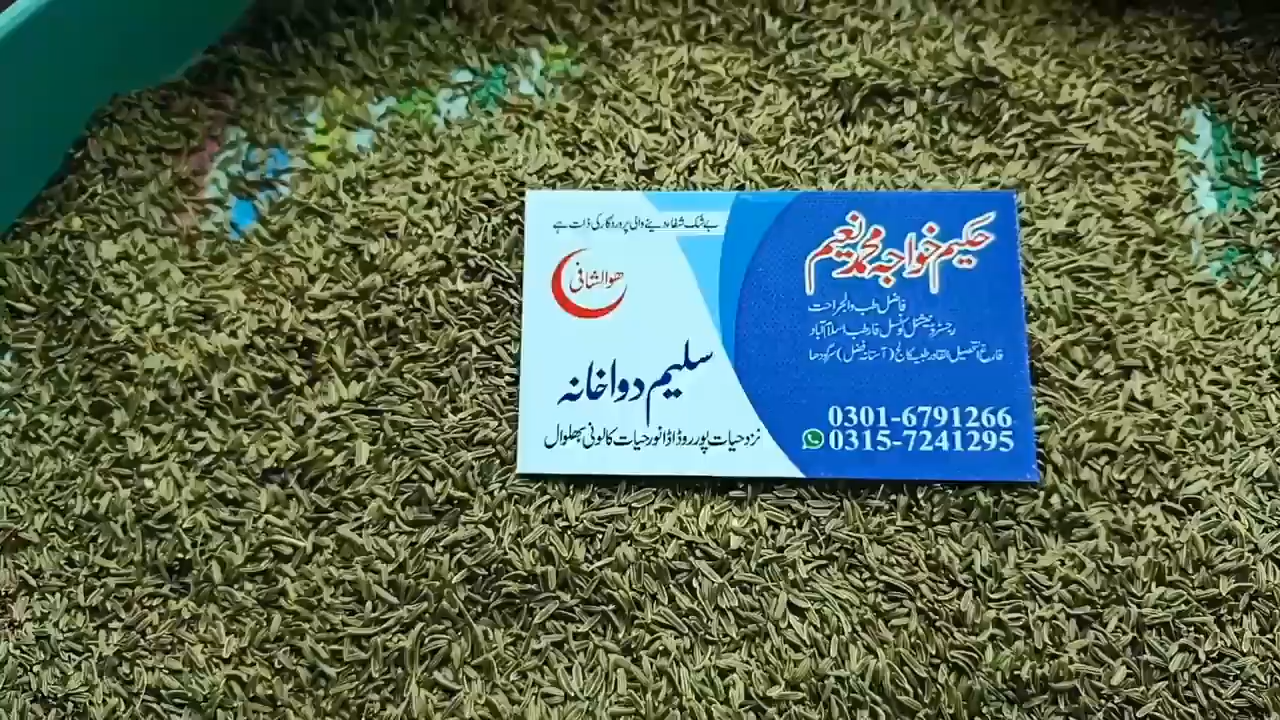 بے شک شفاء دینے والی پروردگار کی ذات ہے
ھوالشافی
سلیم دواخانہ
نزد حیات پور روڈ اڈا نور حیات کالونی بھلوال
حکیم خواجہ محمد نعیم
فاضل طب والجراحت
رجسٹرڈ نیشنل کونسل فار طب اسلام آباد
فارغ التحصیل القادر طبیہ کالج (آستانہ فضل) سرگودھا
0301-6791266
0315-7241295